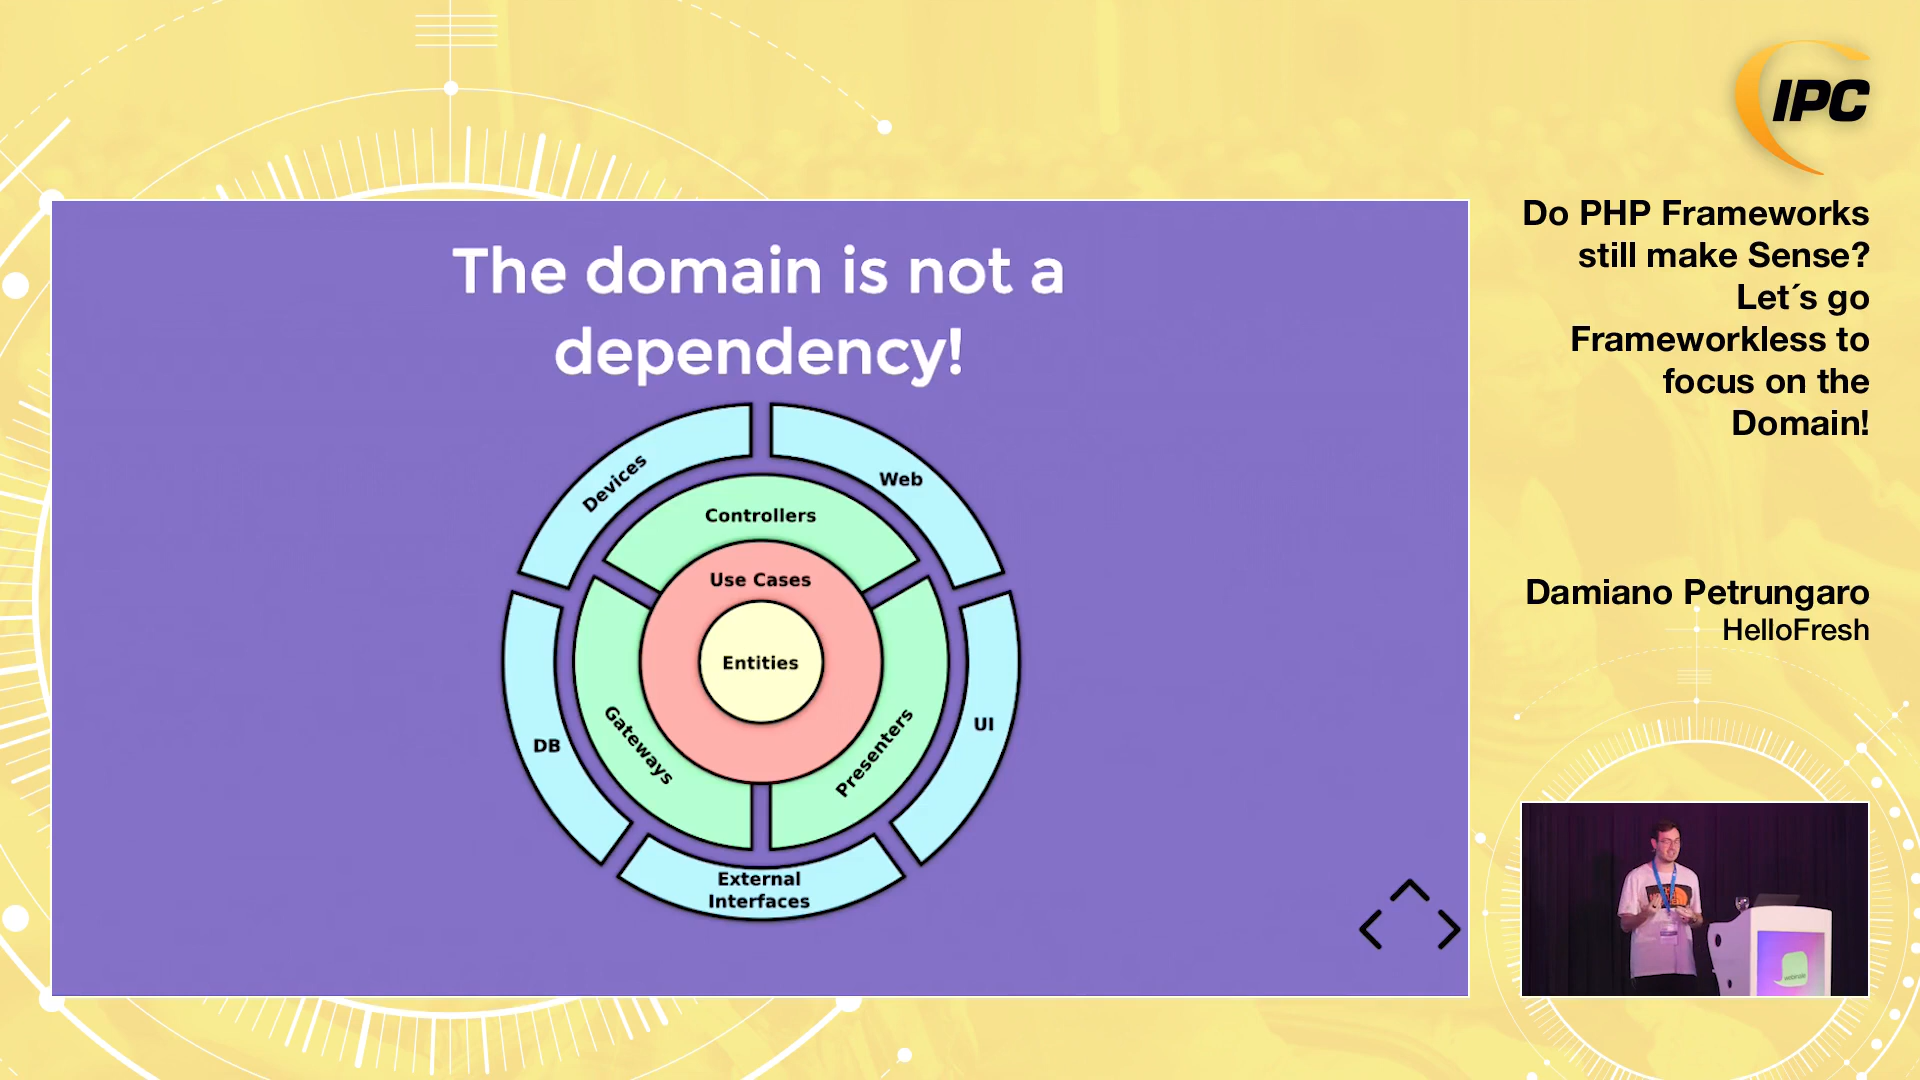 IPC
Do PHP Frameworks
still make Sense?
Let´s go
Frameworkless to
focus on the
Domain!
The domain is not a
dependency!
Devices
Web
Controllers
Use Cases
Entities
Gateways
Presenters
DB
UI
External
Interfaces
Damiano Petrungaro
HelloFresh
webinale